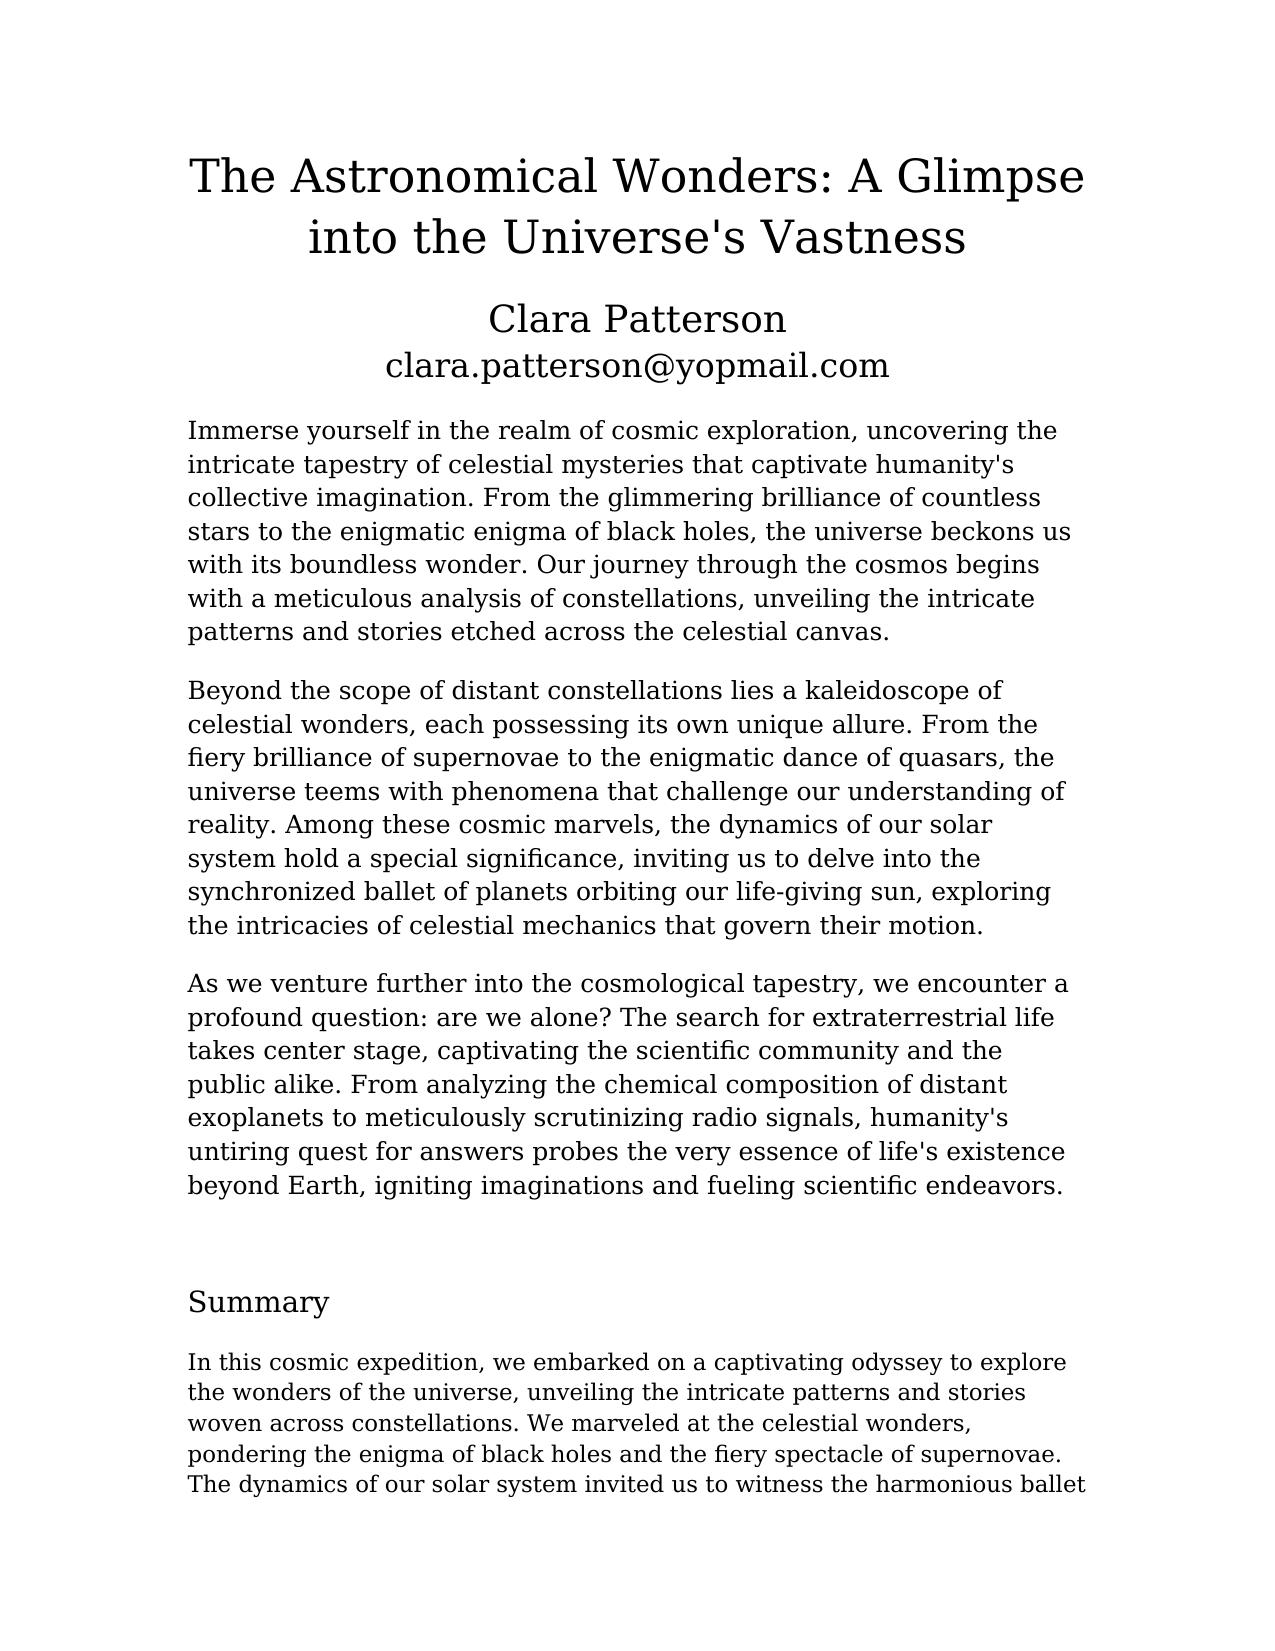 The Astronomical Wonders: A Glimpse
into the Universe's Vastness
Clara Patterson
clara.patterson@yopmail.com
Immerse yourself in the realm of cosmic exploration, uncovering the
intricate tapestry of celestial mysteries that captivate humanity's
collective imagination. From the glimmering brilliance of countless
stars to the enigmatic enigma of black holes, the universe beckons us
with its boundless wonder. Our journey through the cosmos begins
with a meticulous analysis of constellations, unveiling the intricate
patterns and stories etched across the celestial canvas.
Beyond the scope of distant constellations lies a kaleidoscope of
celestial wonders, each possessing its own unique allure. From the
fiery brilliance of supernovae to the enigmatic dance of quasars, the
universe teems with phenomena that challenge our understanding of
reality. Among these cosmic marvels, the dynamics of our solar
system hold a special significance, inviting us to delve into the
synchronized ballet of planets orbiting our life-giving sun, exploring
the intricacies of celestial mechanics that govern their motion.
As we venture further into the cosmological tapestry, we encounter a
profound question: are we alone? The search for extraterrestrial life
takes center stage, captivating the scientific community and the
public alike. From analyzing the chemical composition of distant
exoplanets to meticulously scrutinizing radio signals, humanity's
untiring quest for answers probes the very essence of life's existence
beyond Earth, igniting imaginations and fueling scientific endeavors.
Summary
In this cosmic expedition, we embarked on a captivating odyssey to explore
the wonders of the universe, unveiling the intricate patterns and stories
woven across constellations. We marveled at the celestial wonders,
pondering the enigma of black holes and the fiery spectacle of supernovae.
The dynamics of our solar system invited us to witness the harmonious ballet